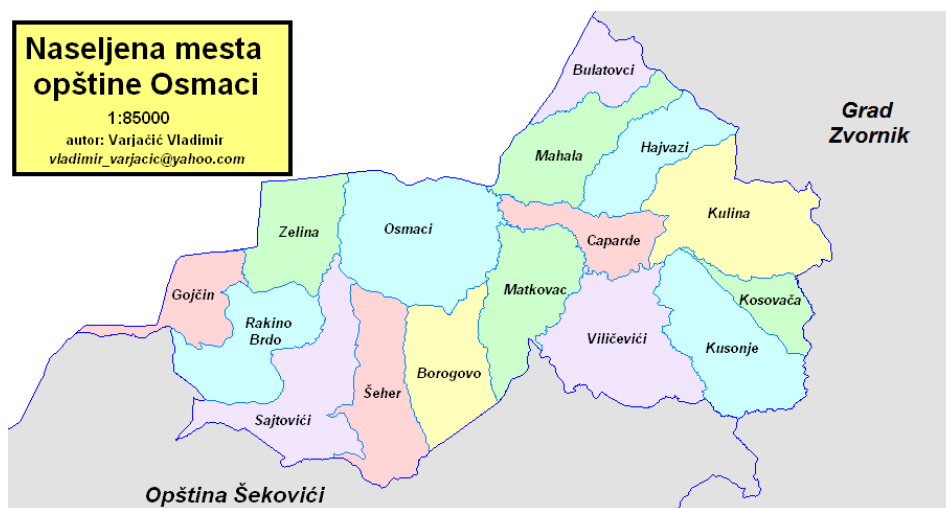 Naseljena mesta
opštine Osmaci
1:85000
autor: Varjačić Vladimir
vladimir_varjacic@yahoo.com
Bulatovci
Grad
Zvornik
Mahala
Hajvazi
Kulina
Zelina
Osmaci
Caparde
Gojčin
Matkovac
Kosovača
Rakino
Brdo
Viličevići
Kusonje
Borogovo
Šeher
Sajtovići
Opština Šekovići